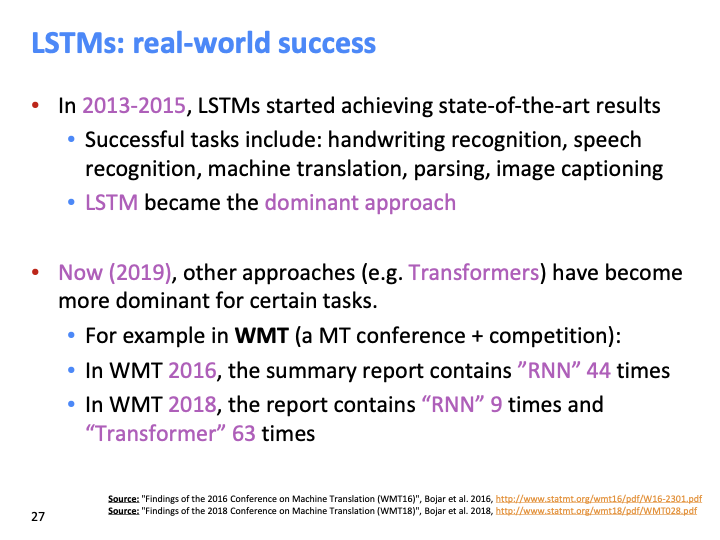 LSTMs: real-world success
• In 2013-2015, LSTMs started achieving state-of-the-art results
• Successful tasks include: handwriting recognition, speech
recognition, machine translation, parsing, image captioning
• LSTM became the dominant approach
• Now (2019), other approaches (e.g. Transformers) have become
more dominant for certain tasks.
• For example in WMT (a MT conference + competition):
• In WMT 2016, the summary report contains ”RNN” 44 times
• In WMT 2018, the report contains “RNN” 9 times and
“Transformer” 63 times
Source: "Findings of the 2016 Conference on Machine Translation (WMT16)", Bojar et al. 2016, http://www.statmt.org/wmt16/pdf/W16-2301.pdf
Source: "Findings of the 2018 Conference on Machine Translation (WMT18)", Bojar et al. 2018, http://www.statmt.org/wmt18/pdf/WMT028.pdf
27